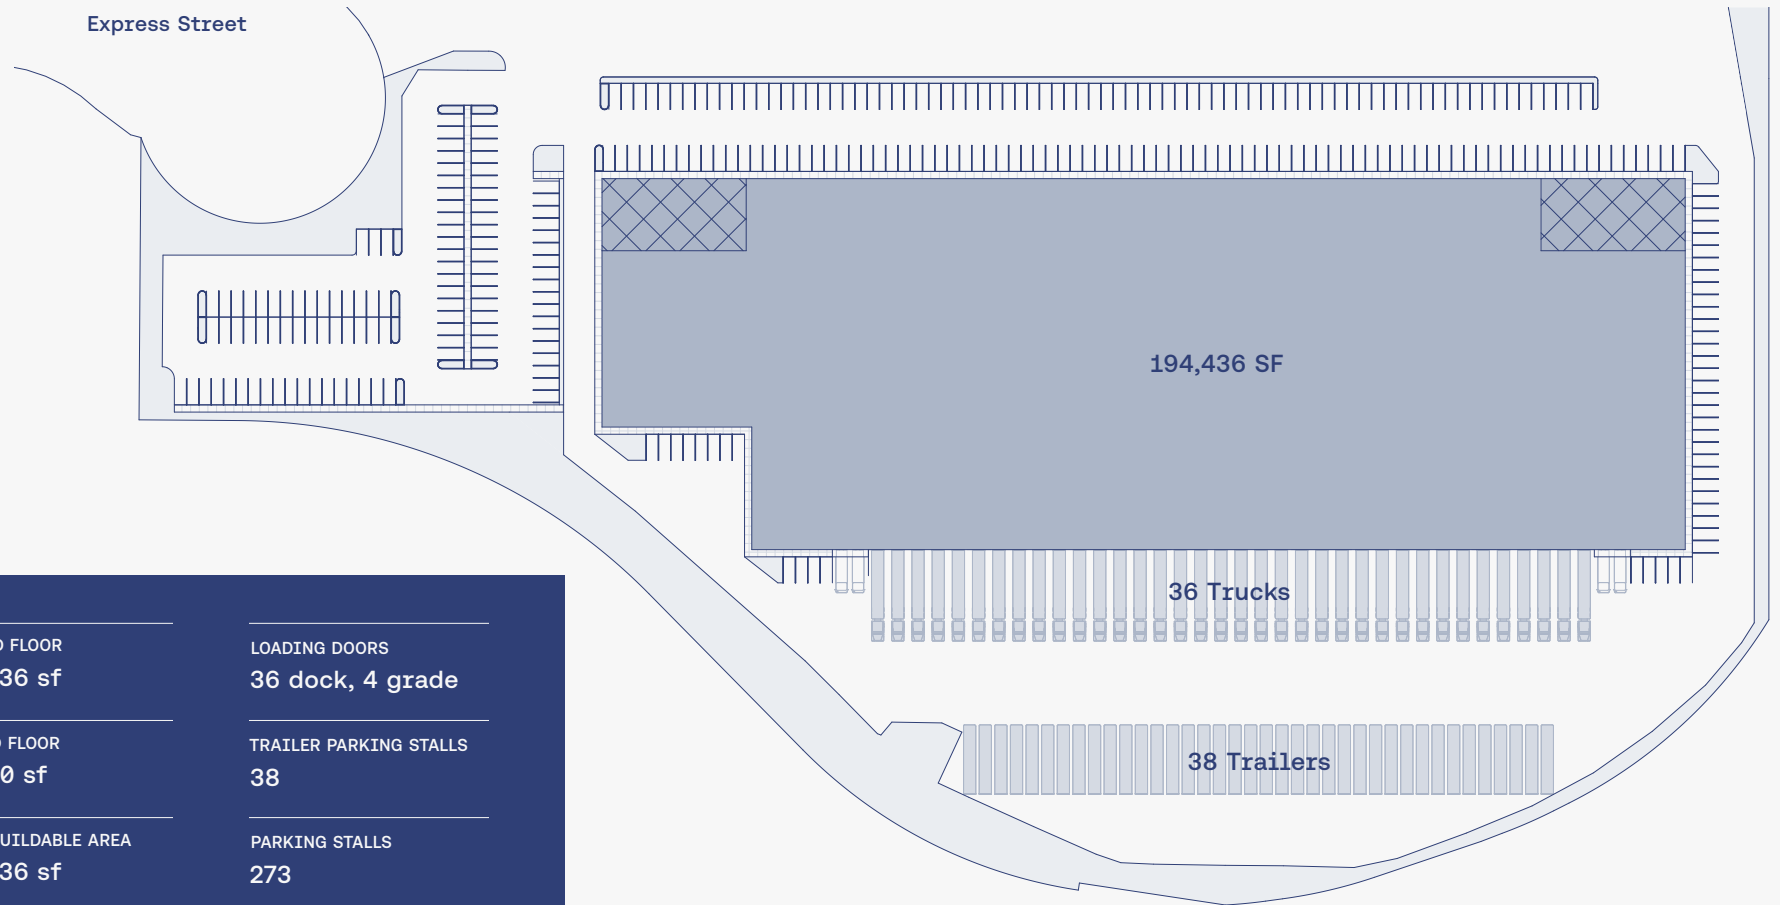 Express Street
194,436 SF
36 Trucks
38 Trailers
FLOOR
36 sf
FLOOR
0 sf
UILDABLE AREA
36 sf
LOADING DOORS
36 dock, 4 grade
TRAILER PARKING STALLS
38
PARKING STALLS
273